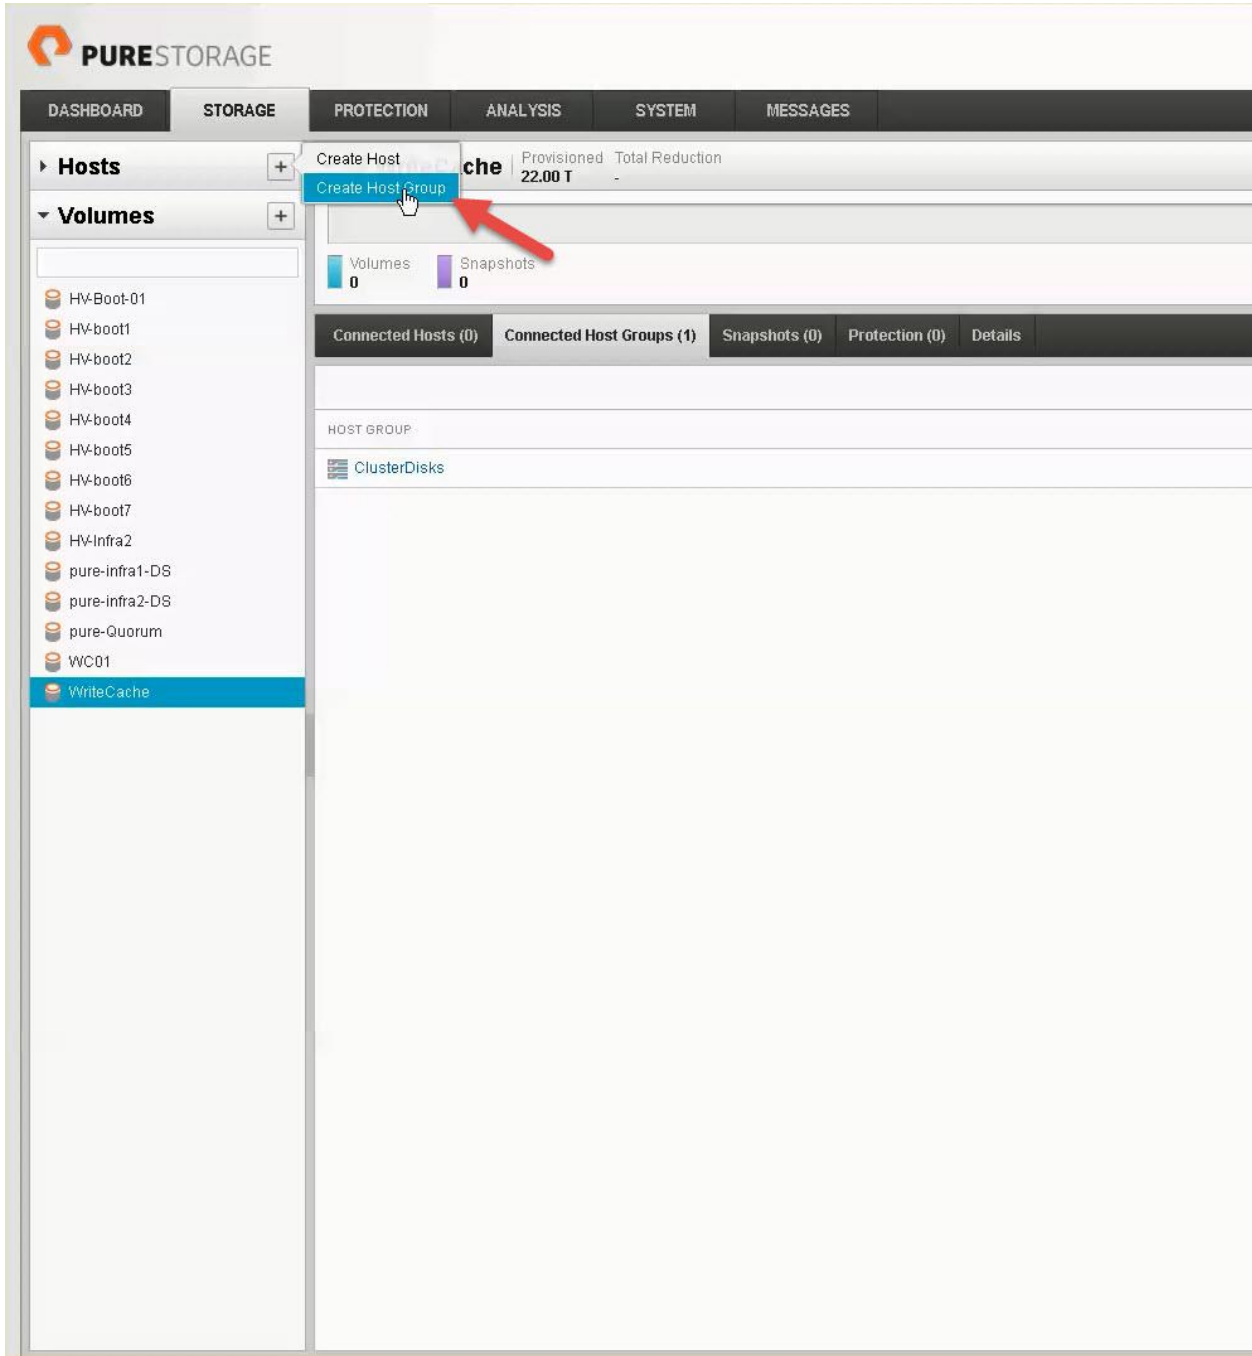 PURESTORAGE
DASHBOARD STORAGE PROTECTION ANALYSIS SYSTEM MESSAGES
Hosts +
Create Host
Create Host Group
che Provisioned Total Reduction
22.00 T -
Volumes +
Volumes Snapshots
0 0
HV-Boot-01
HV-boot1
HV-boot2
HV-boot3
HV-boot4
HV-boot5
HV-boot6
HV-boot7
HV-Infra2
pure-infra1-DS
pure-infra2-DS
pure-Quorum
WC01
WriteCache
Connected Hosts (0) Connected Host Groups (1) Snapshots (0) Protection (0) Details
HOST GROUP
ClusterDisks